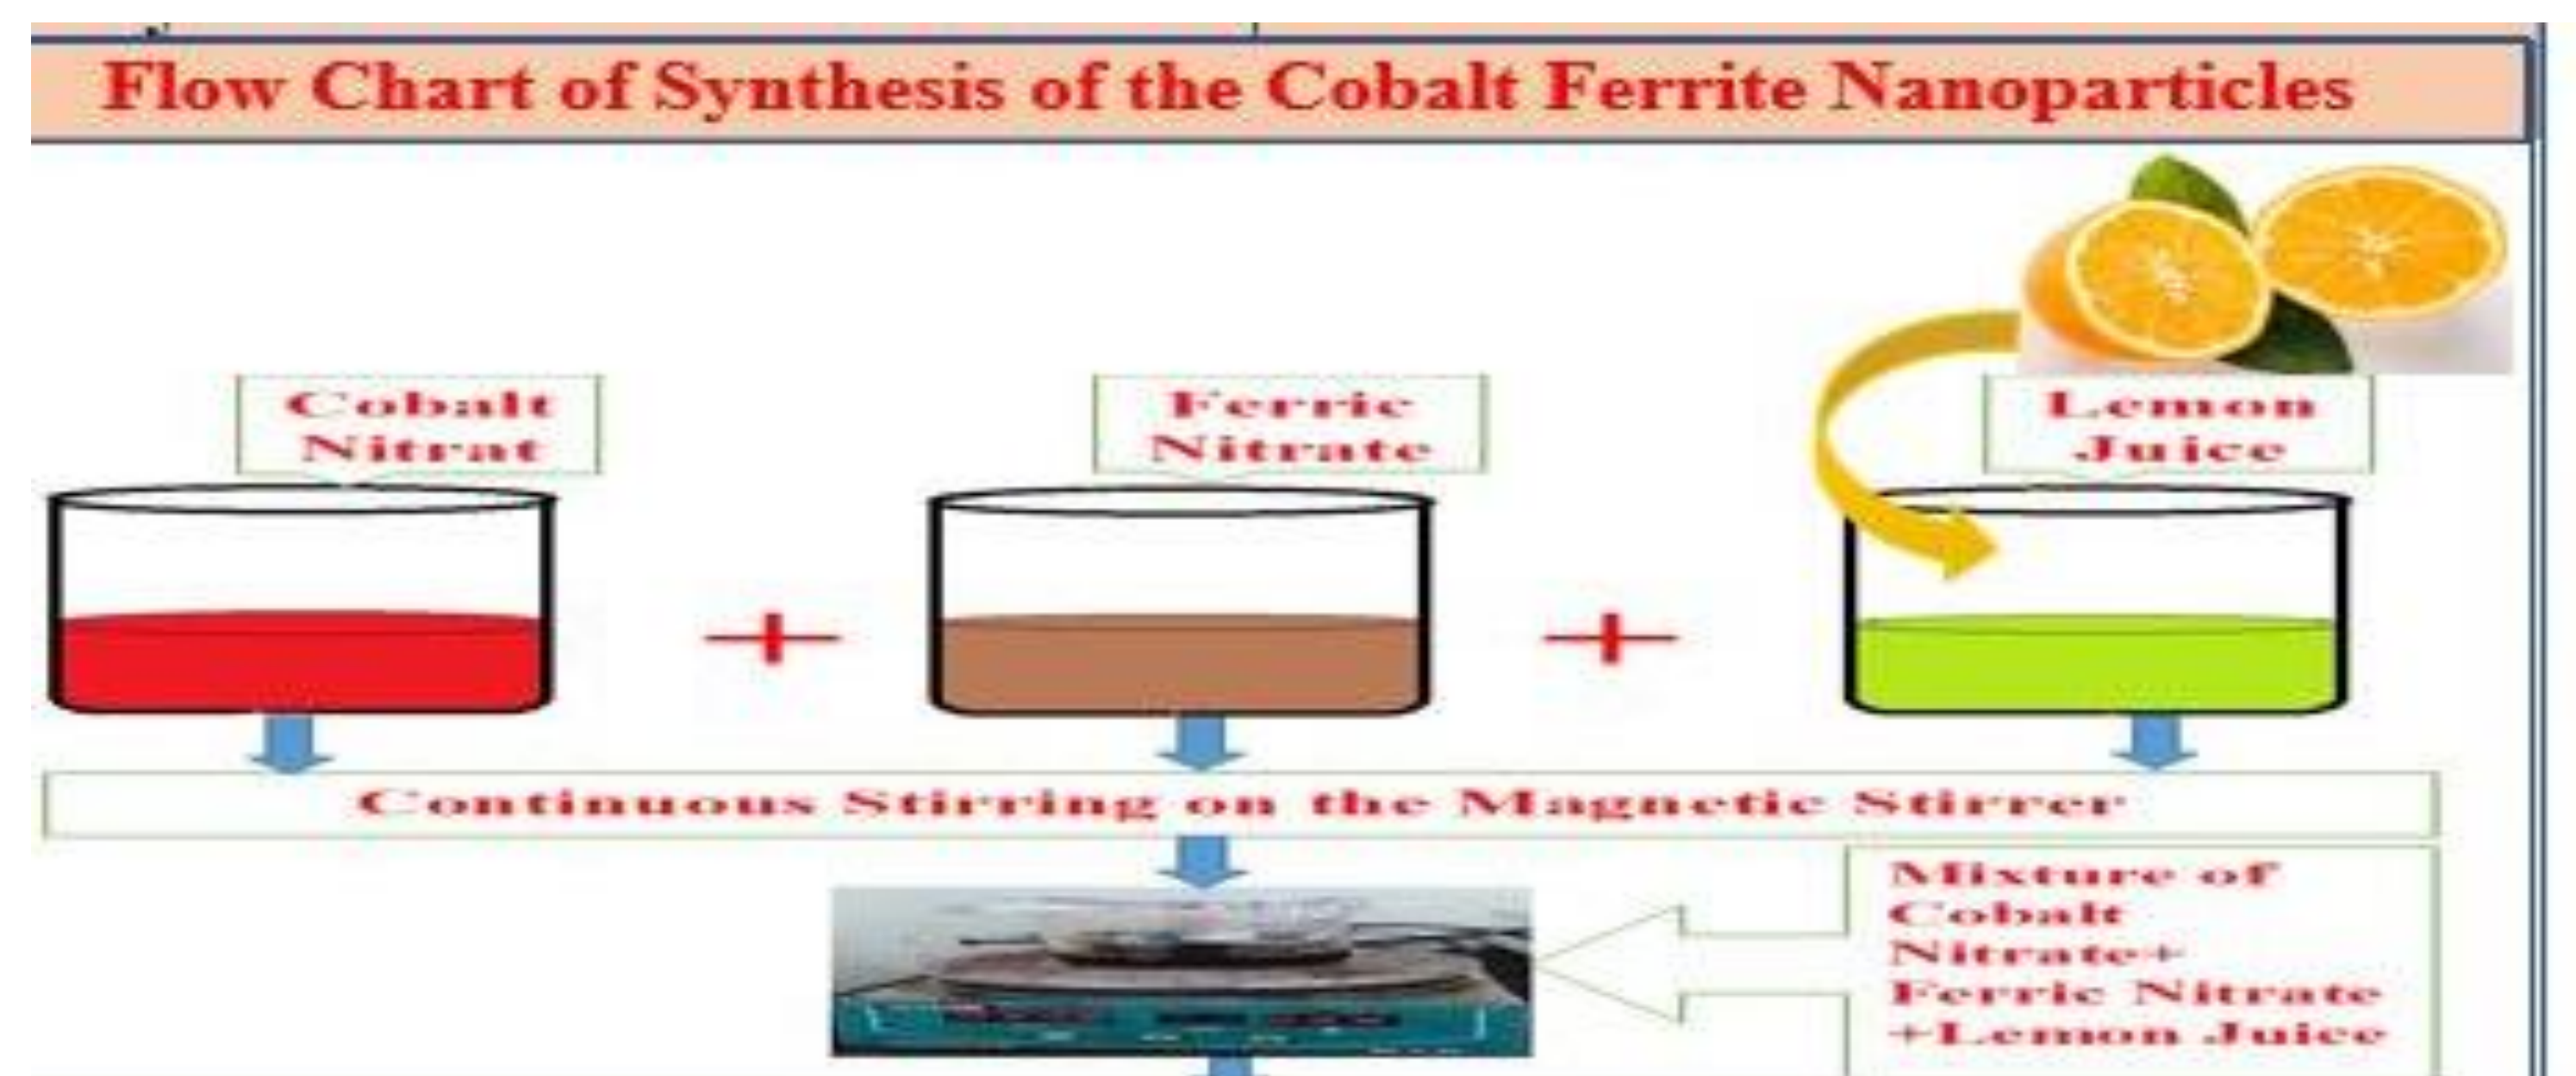 Flow Chart of Synthesis of the Cobalt Ferrite Nanoparticles
Cobalt
Nitrat
Ferric
Nitrate
Lemon
Juice
+
+
Continuous Stirring on the Magnetic Stirrer
Mixture of
Cobalt
Nitrate+
Ferric Nitrate
+Lemon Juice